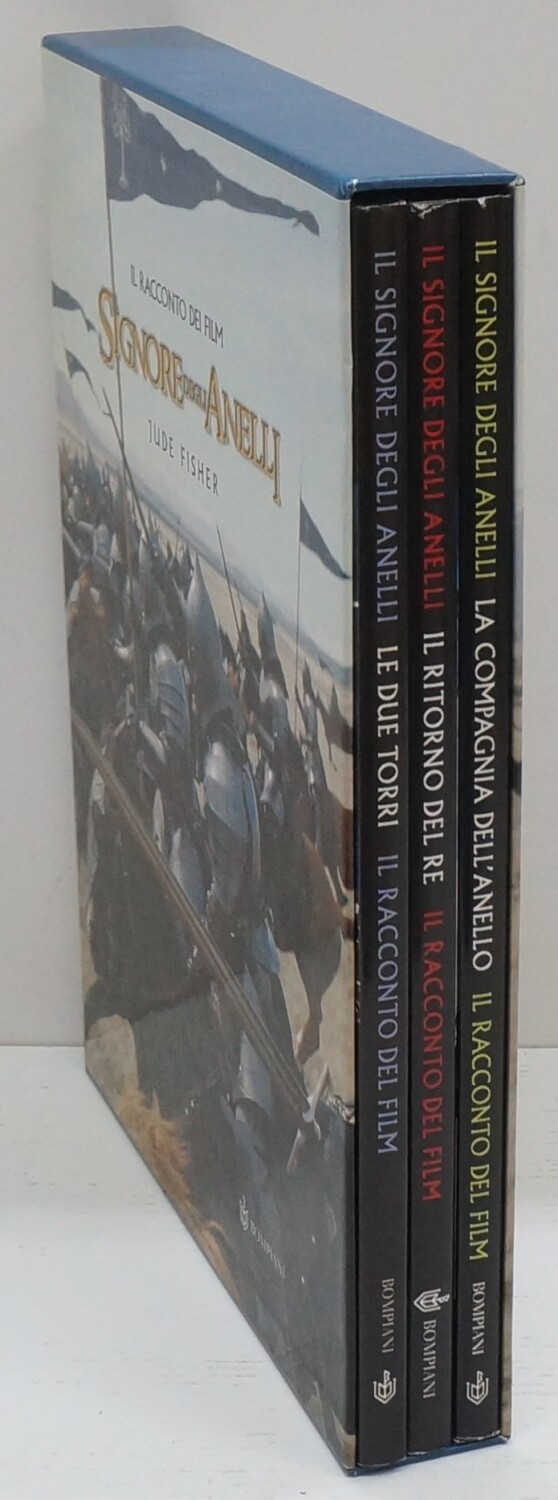 IL RACCONTO DEI FILM
SIGNORE DEGLI ANELLI
JUDE FISHER
BOMPIANI
IL SIGNORE DEGLI ANELLI LE DUE TORRI IL RACCONTO DEL FILM BOMPIANI
IL SIGNORE DEGLI ANELLI IL RITORNO DEL RE IL RACCONTO DEL FILM BOMPIANI
IL SIGNORE DEGLI ANELLI LA COMPAGNIA DELL'ANELLO IL RACCONTO DEL FILM BOMPIANI